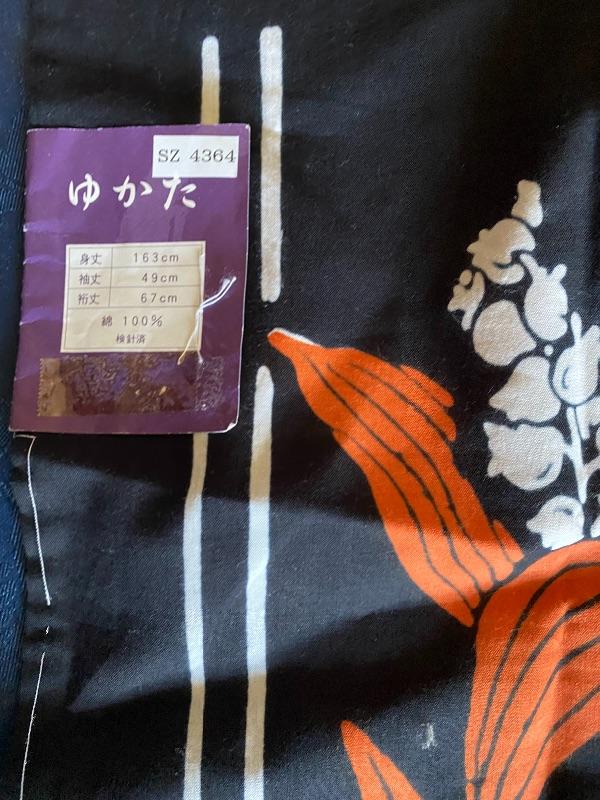 SZ 4364
ゆかた
身丈 163cm
袖丈 49cm
裄丈 67cm
綿 100%
検針済